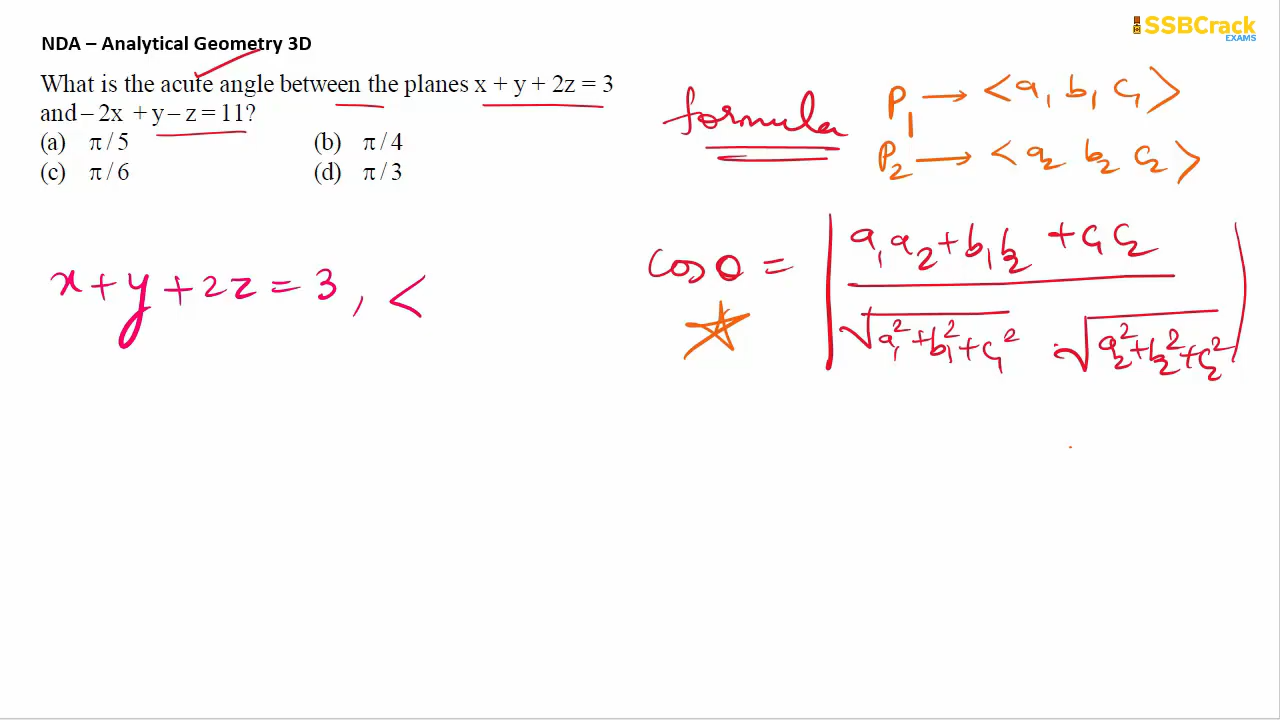 SSBCrack
EXAMS
NDA – Analytical Geometry 3D
What is the acute angle between the planes x + y + 2z = 3
and – 2x + y – z = 11?
(a) π / 5 (b) π / 4
(c) π / 6 (d) π / 3
formula
P₁ → < a₁ b₁ c₁ >
P₂ → < a₂ b₂ c₂ >
cos θ = | a₁a₂ + b₁b₂ + c₁c₂
√a₁² + b₁² + c₁² √a₂² + b₂² + c₂² |
x + y + 2z = 3 , <